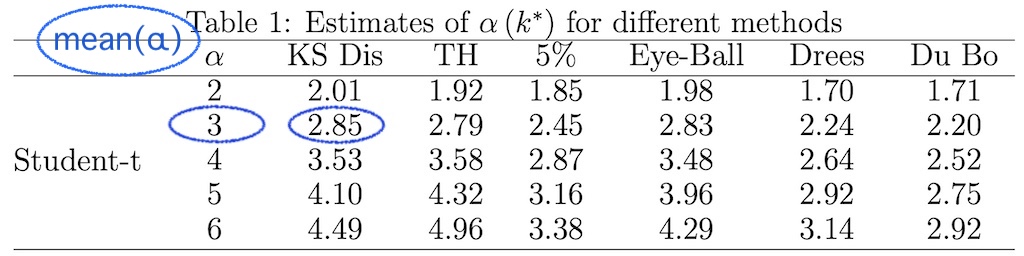 Table 1: Estimates of α (k*) for different methods
mean(α)
α KS Dis TH 5% Eye-Ball Drees Du Bo
2 2.01 1.92 1.85 1.98 1.70 1.71
3 2.85 2.79 2.45 2.83 2.24 2.20
Student-t 4 3.53 3.58 2.87 3.48 2.64 2.52
5 4.10 4.32 3.16 3.96 2.92 2.75
6 4.49 4.96 3.38 4.29 3.14 2.92